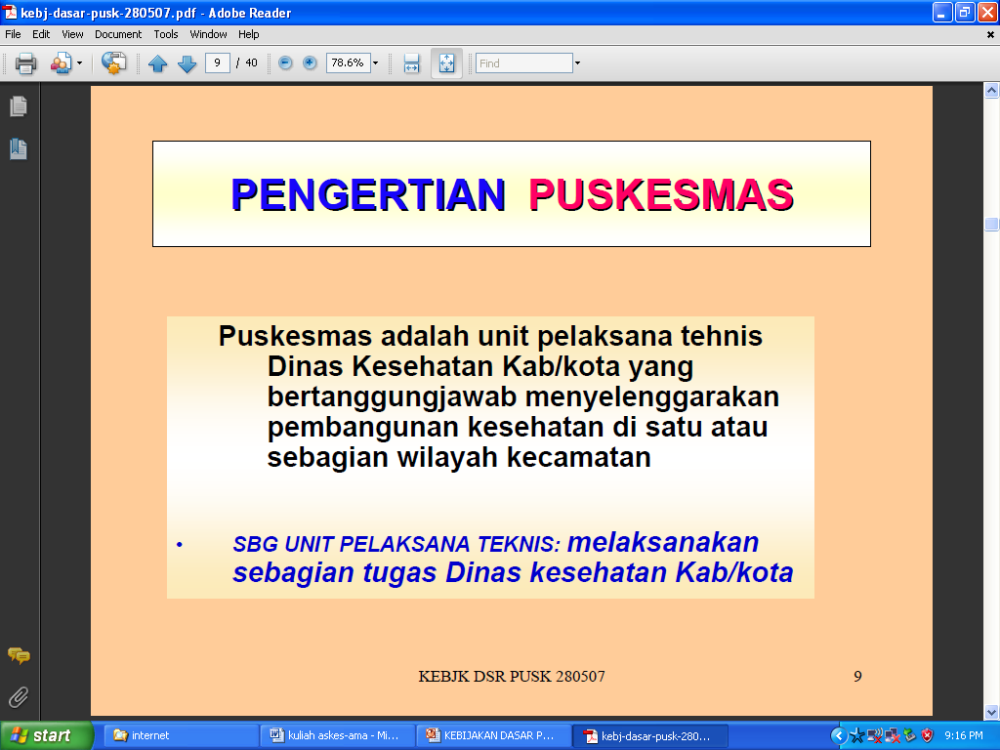 kebj-dasar-pusk-280507.pdf - Adobe Reader
File Edit View Document Tools Window Help
9 / 40 78.6% Find
PENGERTIAN PUSKESMAS
Puskesmas adalah unit pelaksana tehnis
Dinas Kesehatan Kab/kota yang
bertanggungjawab menyelenggarakan
pembangunan kesehatan di satu atau
sebagian wilayah kecamatan
• SBG UNIT PELAKSANA TEKNIS: melaksanakan
sebagian tugas Dinas kesehatan Kab/kota
KEBJK DSR PUSK 280507 9
start internet kuliah askes-ama - Mi... KEBIJAKAN DASAR P... kebj-dasar-pusk-280... 9:16 PM